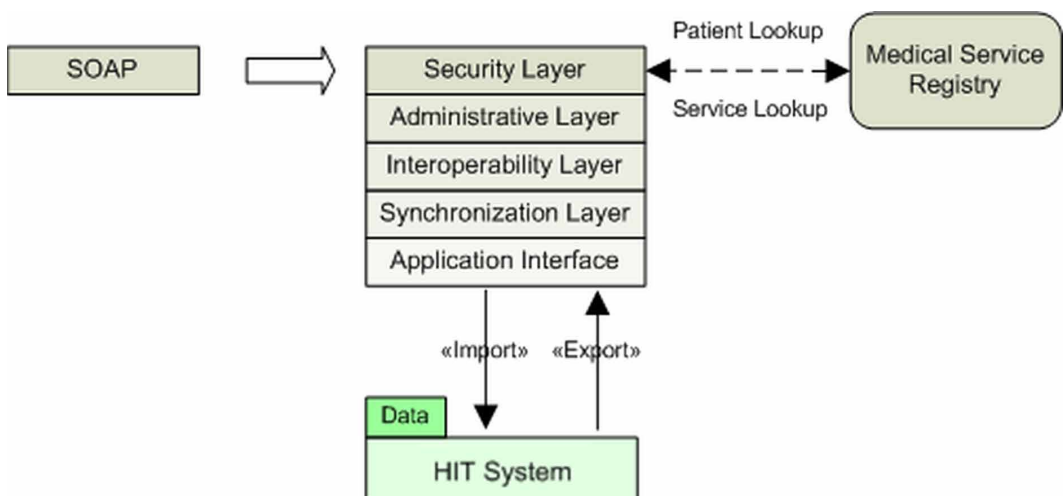 SOAP
Security Layer
Administrative Layer
Interoperability Layer
Synchronization Layer
Application Interface
Patient Lookup
Service Lookup
Medical Service
Registry
«Import»
«Export»
Data
HIT System